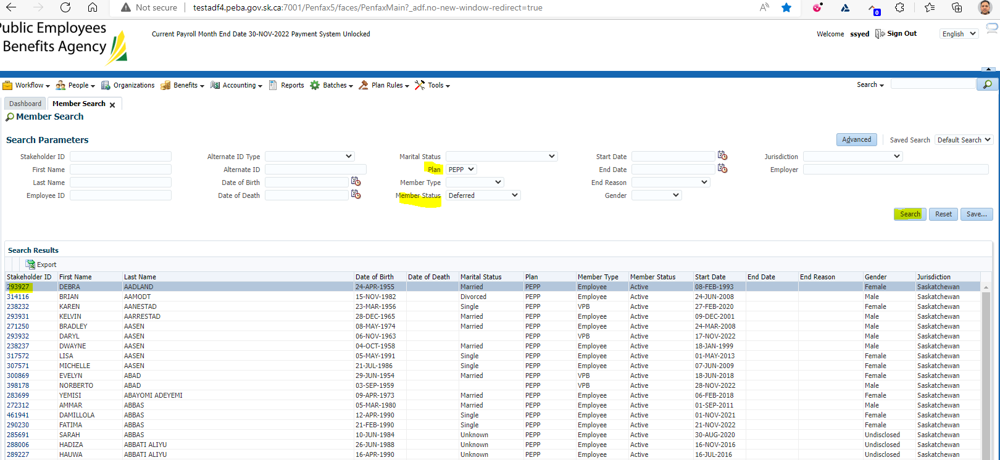 Not secure testadf4.peba.gov.sk.ca:7001/Penfax5/faces/PenfaxMain?_adf.no-new-window-redirect=true 0
Public Employees
Benefits Agency
Current Payroll Month End Date 30-NOV-2022 Payment System Unlocked
Welcome ssyed Sign Out English
Workflow People Organizations Benefits Accounting Reports Batches Plan Rules Tools Search
Dashboard Member Search
Member Search
Search Parameters Advanced Saved Search Default Search
Stakeholder ID Alternate ID Type Marital Status Start Date Jurisdiction
First Name Alternate ID Plan PEPP End Date Employer
Last Name Date of Birth Member Type End Reason
Employee ID Date of Death Member Status Deferred Gender
Search Reset Save...
Search Results
Export
Stakeholder ID First Name Last Name Date of Birth Date of Death Marital Status Plan Member Type Member Status Start Date End Date End Reason Gender Jurisdiction
293927 DEBRA AADLAND 24-APR-1955 Married PEPP Employee Active 08-FEB-1993 Female Saskatchewan
314116 BRIAN AAMODT 15-NOV-1982 Divorced PEPP Employee Active 24-JUN-2008 Male Saskatchewan
238232 KAREN AANESTAD 23-MAR-1956 Single PEPP VPB Active 27-FEB-2020 Female Saskatchewan
293931 KELVIN AARRESTAD 28-DEC-1965 Married PEPP Employee Active 09-DEC-2001 Male Saskatchewan
271250 BRADLEY AASEN 08-MAY-1974 Married PEPP Employee Active 24-MAR-2008 Male Saskatchewan
293932 DARYL AASEN 06-NOV-1963 PEPP VPB Active 17-NOV-2022 Male Saskatchewan
238237 DWAYNE AASEN 04-OCT-1958 Married PEPP Employee Active 18-JAN-1999 Male Saskatchewan
317572 LISA AASEN 05-MAY-1991 Single PEPP Employee Active 01-MAY-2013 Female Saskatchewan
307571 MICHELLE AASEN 21-JUL-1986 Single PEPP Employee Active 07-JUN-2009 Female Saskatchewan
300869 EVELYN ABAD 29-JUN-1954 Married PEPP VPB Active 18-JUN-2018 Female Saskatchewan
398178 NORBERTO ABAD 03-SEP-1959 PEPP VPB Active 28-NOV-2022 Male Saskatchewan
283699 YEMISI ABAYOMI ADEYEMI 09-APR-1973 Married PEPP Employee Active 06-FEB-2018 Female Saskatchewan
272312 AMMAR ABBAS 05-MAR-1980 Married PEPP Employee Active 01-SEP-2011 Male Saskatchewan
461941 DAMILLOLA ABBAS 12-APR-1990 Single PEPP Employee Active 01-NOV-2021 Female Saskatchewan
290230 FATIMA ABBAS 21-FEB-1990 Single PEPP Employee Active 21-NOV-2022 Female Saskatchewan
285691 SARAH ABBAS 10-JUN-1984 Unknown PEPP Employee Active 30-AUG-2020 Undisclosed Saskatchewan
288006 HADIZA ABBATI ALIYU 26-JUN-1988 Unknown PEPP Employee Active 16-NOV-2016 Undisclosed Saskatchewan
289227 HAUWA ABBATI ALIYU 16-APR-1990 Unknown PEPP Employee Active 16-JUL-2016 Undisclosed Saskatchewan